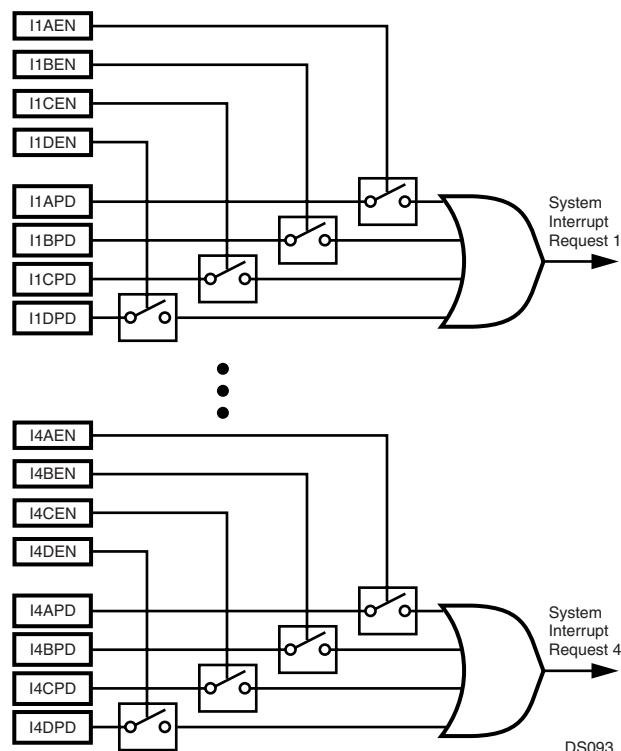 I1AEN
I1BEN
I1CEN
I1DEN
I1APD
I1BPD
I1CPD
I1DPD
System
Interrupt
Request 1
I4AEN
I4BEN
I4CEN
I4DEN
I4APD
I4BPD
I4CPD
I4DPD
System
Interrupt
Request 4
DS093